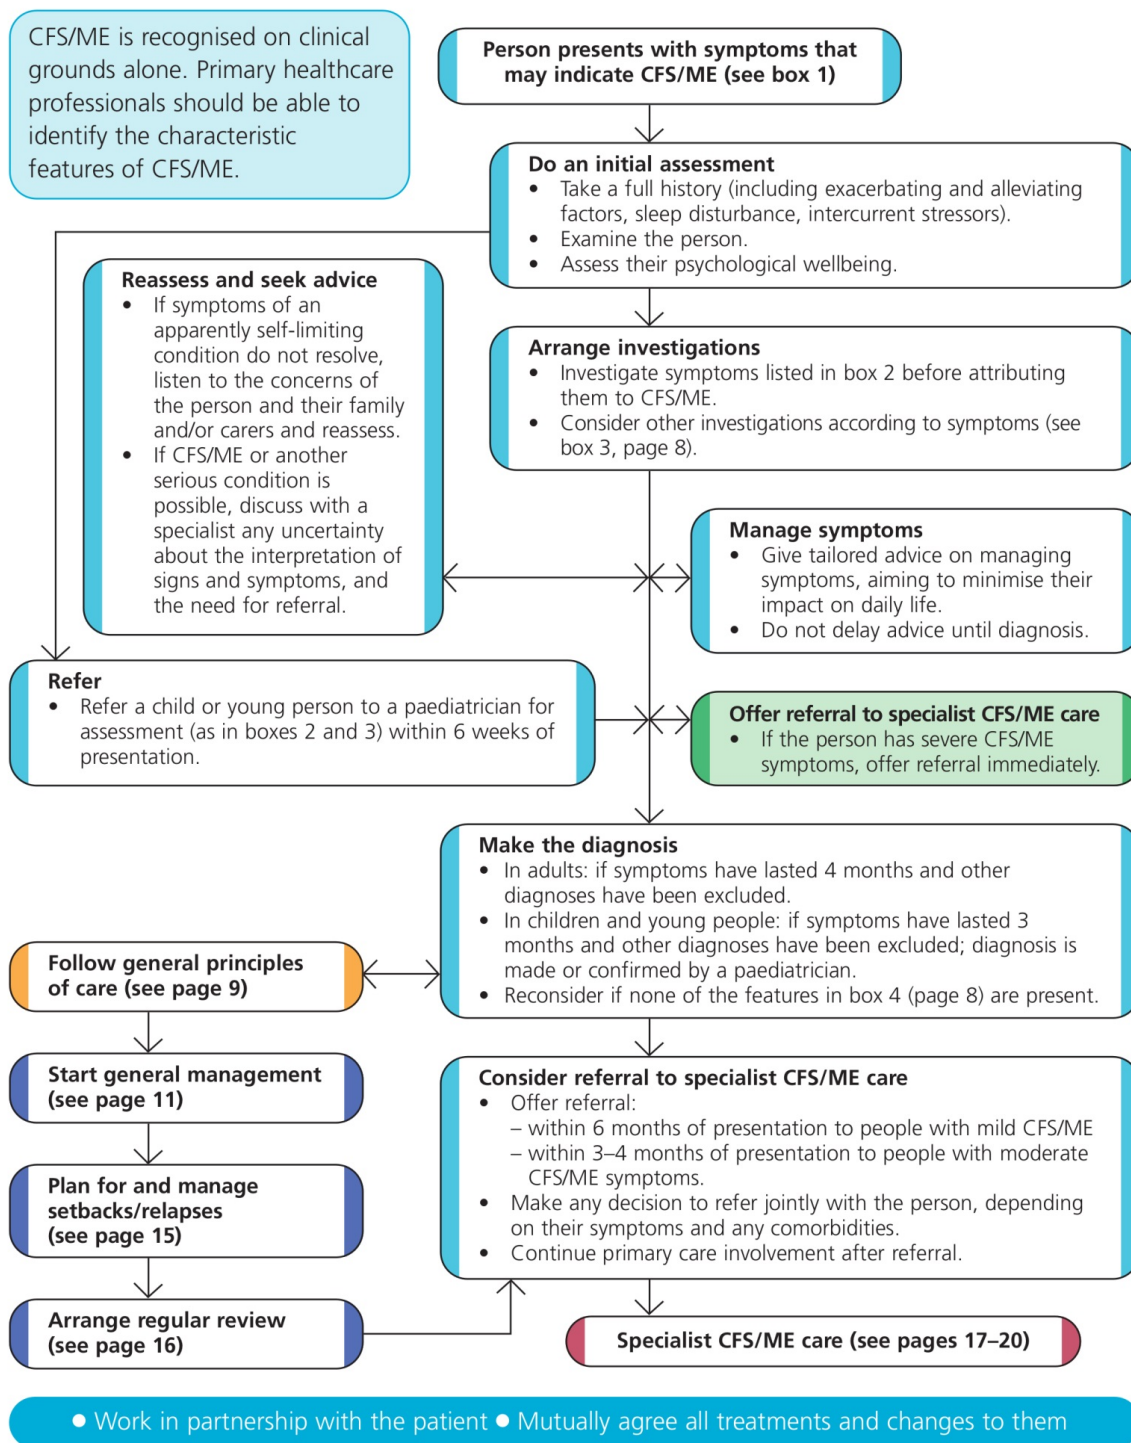 CFS/ME is recognised on clinical
grounds alone. Primary healthcare
professionals should be able to
identify the characteristic
features of CFS/ME.
Person presents with symptoms that
may indicate CFS/ME (see box 1)
Do an initial assessment
• Take a full history (including exacerbating and alleviating
factors, sleep disturbance, intercurrent stressors).
• Examine the person.
• Assess their psychological wellbeing.
Reassess and seek advice
• If symptoms of an
apparently self-limiting
condition do not resolve,
listen to the concerns of
the person and their family
and/or carers and reassess.
• If CFS/ME or another
serious condition is
possible, discuss with a
specialist any uncertainty
about the interpretation of
signs and symptoms, and
the need for referral.
Arrange investigations
• Investigate symptoms listed in box 2 before attributing
them to CFS/ME.
• Consider other investigations according to symptoms (see
box 3, page 8).
Manage symptoms
• Give tailored advice on managing
symptoms, aiming to minimise their
impact on daily life.
• Do not delay advice until diagnosis.
Refer
• Refer a child or young person to a paediatrician for
assessment (as in boxes 2 and 3) within 6 weeks of
presentation.
Offer referral to specialist CFS/ME care
• If the person has severe CFS/ME
symptoms, offer referral immediately.
Make the diagnosis
• In adults: if symptoms have lasted 4 months and other
diagnoses have been excluded.
• In children and young people: if symptoms have lasted 3
months and other diagnoses have been excluded; diagnosis is
made or confirmed by a paediatrician.
• Reconsider if none of the features in box 4 (page 8) are present.
Follow general principles
of care (see page 9)
Start general management
(see page 11)
Plan for and manage
setbacks/relapses
(see page 15)
Arrange regular review
(see page 16)
Consider referral to specialist CFS/ME care
• Offer referral:
– within 6 months of presentation to people with mild CFS/ME
– within 3–4 months of presentation to people with moderate
CFS/ME symptoms.
• Make any decision to refer jointly with the person, depending
on their symptoms and any comorbidities.
• Continue primary care involvement after referral.
Specialist CFS/ME care (see pages 17–20)
● Work in partnership with the patient ● Mutually agree all treatments and changes to them